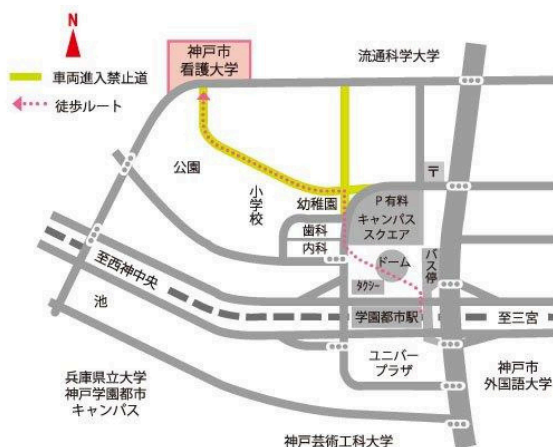 N
車両進入禁止道
徒歩ルート
神戸市
看護大学
流通科学大学
公園
小学校
幼稚園
歯科
内科
〒
P 有料
キャンパス
スクエア
ドーム
バス停
タクシー
至西神中央
池
学園都市駅
至三宮
ユニバー
プラザ
神戸市
外国語大学
兵庫県立大学
神戸学園都市
キャンパス
神戸芸術工科大学